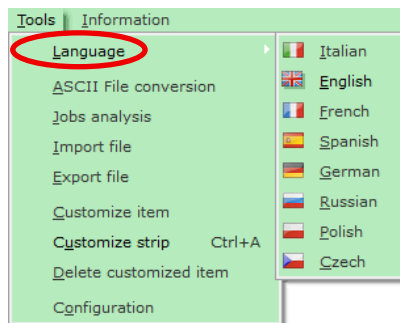 Tools Information
Language
ASCII File conversion
Jobs analysis
Import file
Export file
Customize item
Customize strip Ctrl+A
Delete customized item
Configuration
Italian
English
French
Spanish
German
Russian
Polish
Czech